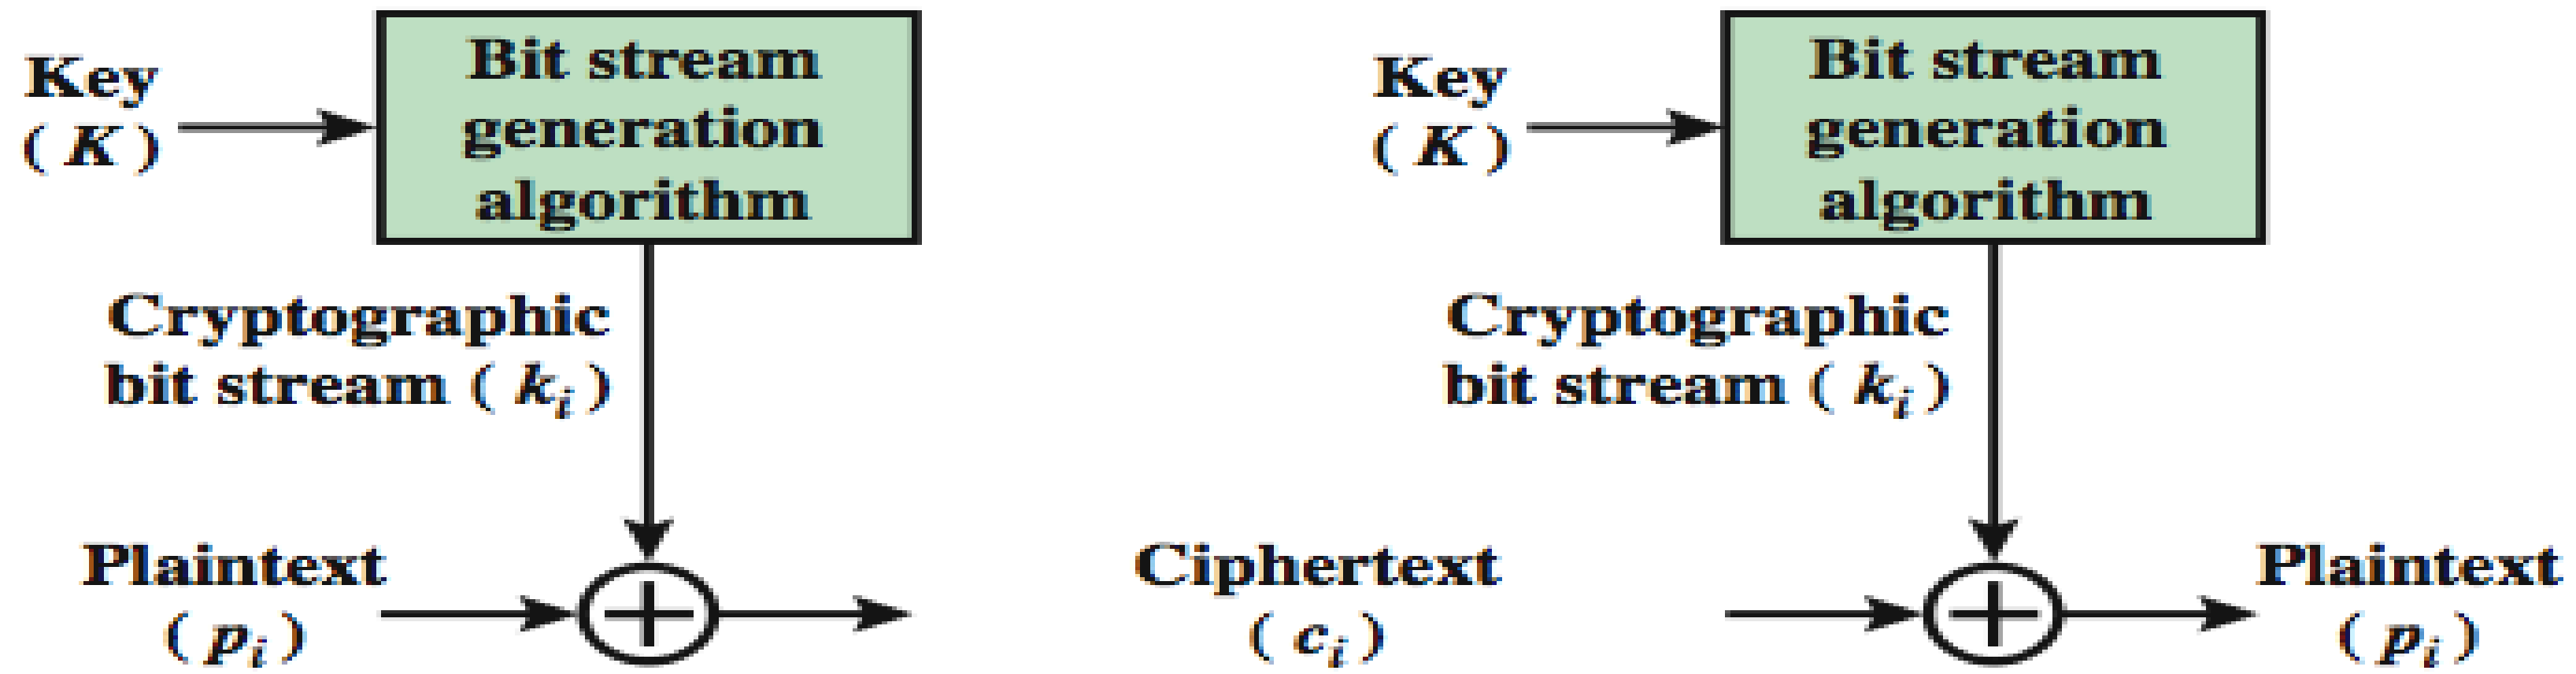 Key
( K )
Bit stream
generation
algorithm
Cryptographic
bit stream ( ki )
Plaintext
( pi )
Ciphertext
( ci )
Key
( K )
Bit stream
generation
algorithm
Cryptographic
bit stream ( ki )
Plaintext
( pi )